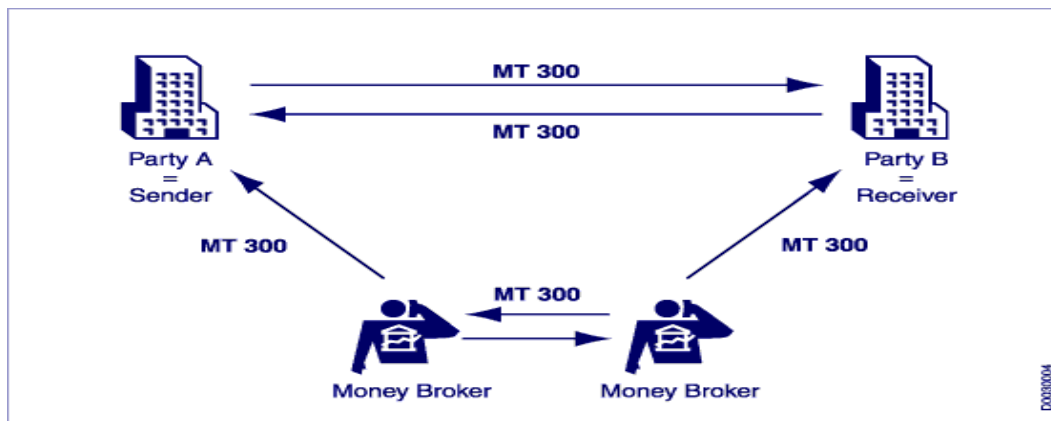 MT 300
MT 300
Party A
=
Sender
Party B
=
Receiver
MT 300
MT 300
MT 300
Money Broker
Money Broker
D0030004